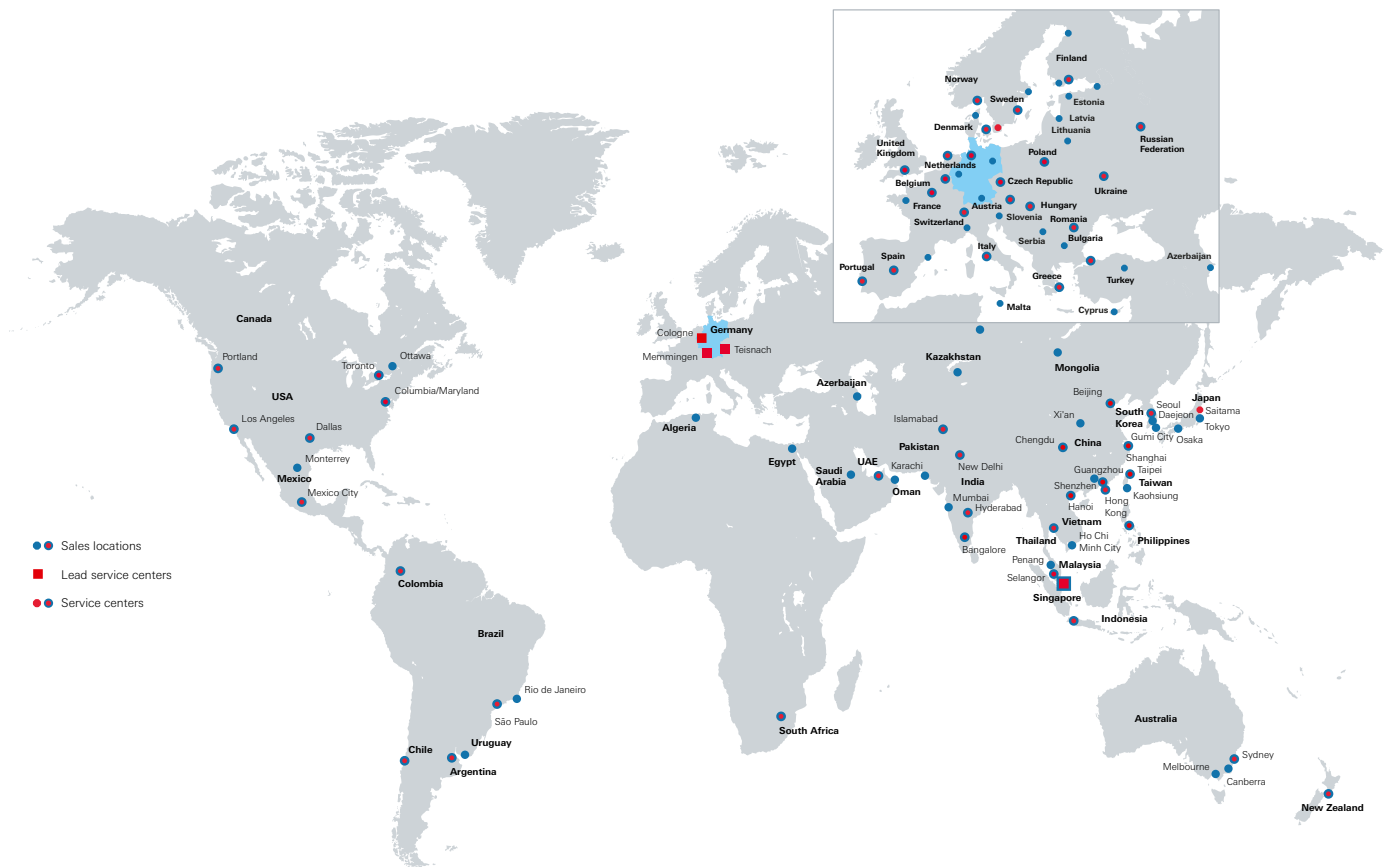 Finland
Norway
Sweden
Estonia
Latvia
Lithuania
Denmark
Russian
Federation
United
Kingdom
Poland
Netherlands
Belgium
Czech Republic
Ukraine
France
Austria
Hungary
Switzerland
Slovenia
Romania
Serbia
Bulgaria
Italy
Spain
Portugal
Azerbaijan
Greece
Turkey
Malta
Cyprus
Canada
Portland
Toronto
Ottawa
USA
Columbia/Maryland
Los Angeles
Dallas
Monterrey
Mexico
Mexico City
Sales locations
Lead service centers
Service centers
Colombia
Brazil
Rio de Janeiro
São Paulo
Chile
Uruguay
Argentina
Cologne
Germany
Memmingen
Teisnach
Algeria
Egypt
Saudi
Arabia
UAE
Oman
South Africa
Azerbaijan
Kazakhstan
Mongolia
Islamabad
Pakistan
Karachi
New Delhi
India
Mumbai
Hyderabad
Bangalore
Beijing
Xi'an
Chengdu
China
Shanghai
Guangzhou
Shenzhen
Hong
Kong
South
Korea
Seoul
Daejeon
Gumi City
Japan
Saitama
Tokyo
Osaka
Taipei
Taiwan
Kaohsiung
Hanoi
Vietnam
Ho Chi
Minh City
Thailand
Philippines
Penang
Malaysia
Selangor
Singapore
Indonesia
Australia
Sydney
Melbourne
Canberra
New Zealand